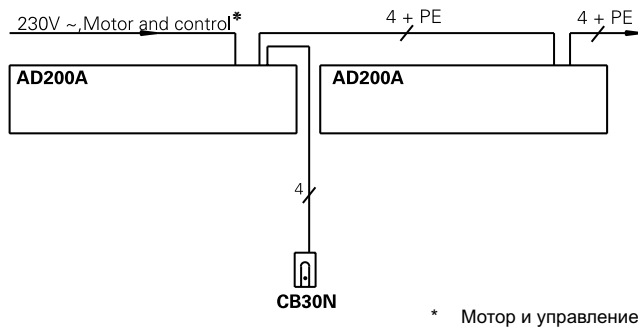 230V ~,Motor and control*
4 + PE
4 + PE
AD200A
AD200A
4
CB30N
* Мотор и управление